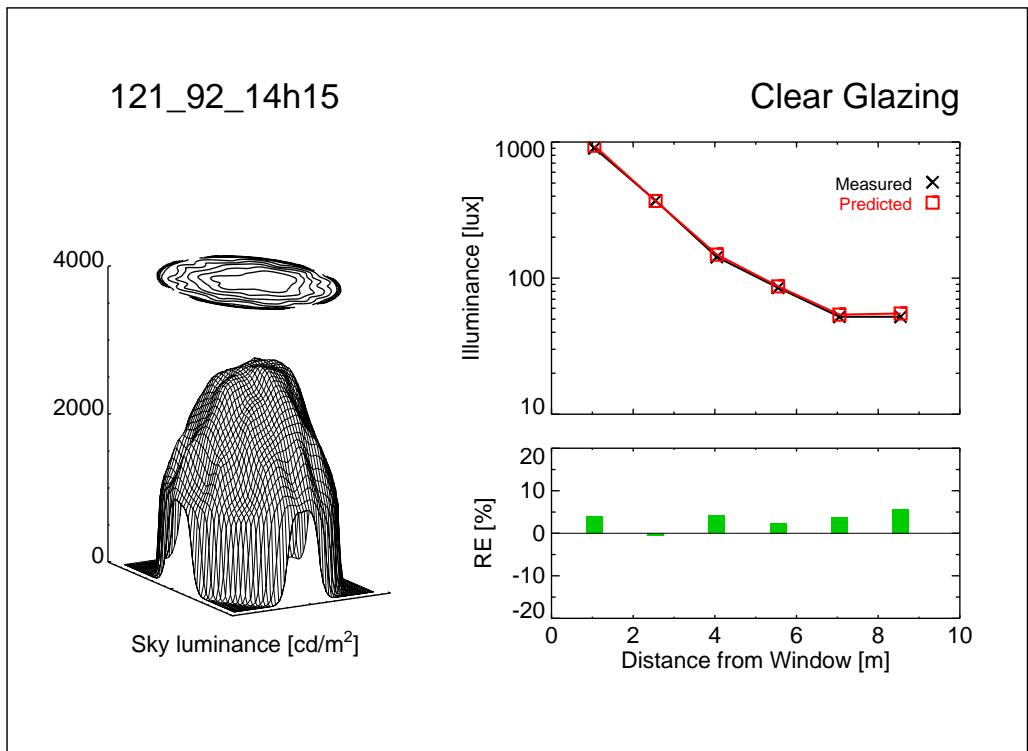 121_92_14h15
Clear Glazing
4000
2000
0
Sky luminance [cd/m²]
1000
100
10
Illuminance [lux]
Measured
Predicted
20
10
0
-10
-20
RE [%]
0 2 4 6 8 10
Distance from Window [m]